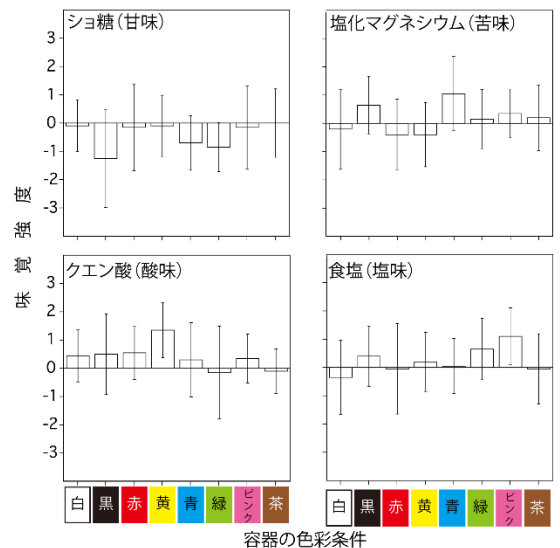 ショ糖(甘味)
塩化マグネシウム(苦味)
3
2
1
0
-1
-2
-3
クエン酸(酸味)
食塩(塩味)
3
2
1
0
-1
-2
-3
味覚強度
白 黒 赤 黄 青 緑 ピンク 茶
白 黒 赤 黄 青 緑 ピンク 茶
容器の色彩条件